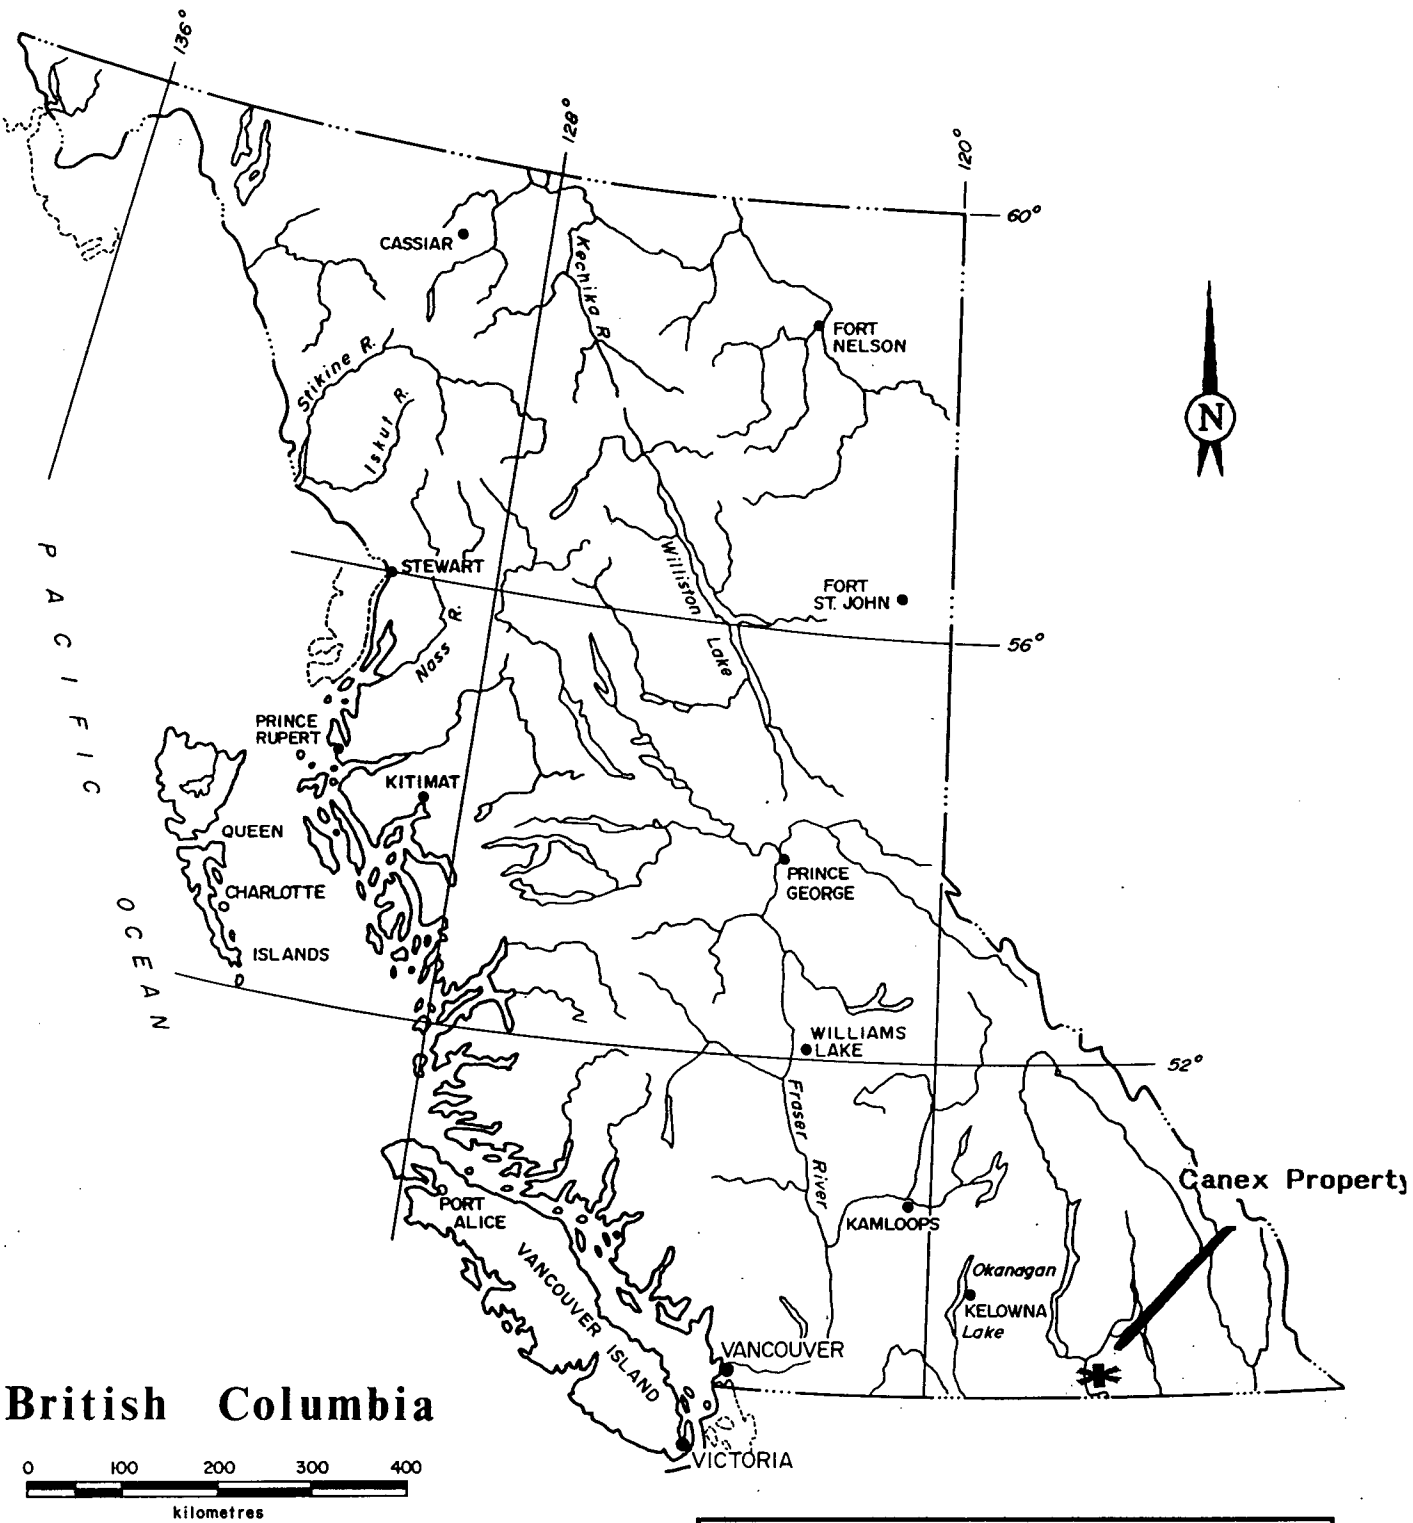 136°
128°
120°
60°
CASSIAR
Kechika R.
FORT
NELSON
Stikine R.
Iskut R.
N
PACIFIC
OCEAN
STEWART
Williston
Lake
FORT
ST. JOHN
Nass R.
56°
PRINCE
RUPERT
KITIMAT
QUEEN
CHARLOTTE
ISLANDS
PRINCE
GEORGE
WILLIAMS
LAKE
52°
Fraser
River
Canex Property
PORT
ALICE
KAMLOOPS
VANCOUVER
ISLAND
Okanagan
KELOWNA
Lake
VANCOUVER
VICTORIA
British Columbia
0 100 200 300 400
kilometres